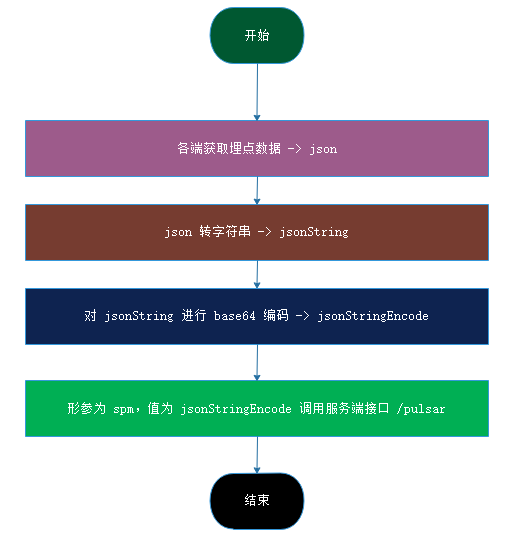 开始
各端获取埋点数据 -> json
json 转字符串 -> jsonString
对 jsonString 进行 base64 编码 -> jsonStringEncode
形参为 spm，值为 jsonStringEncode 调用服务端接口 /pulsar
结束